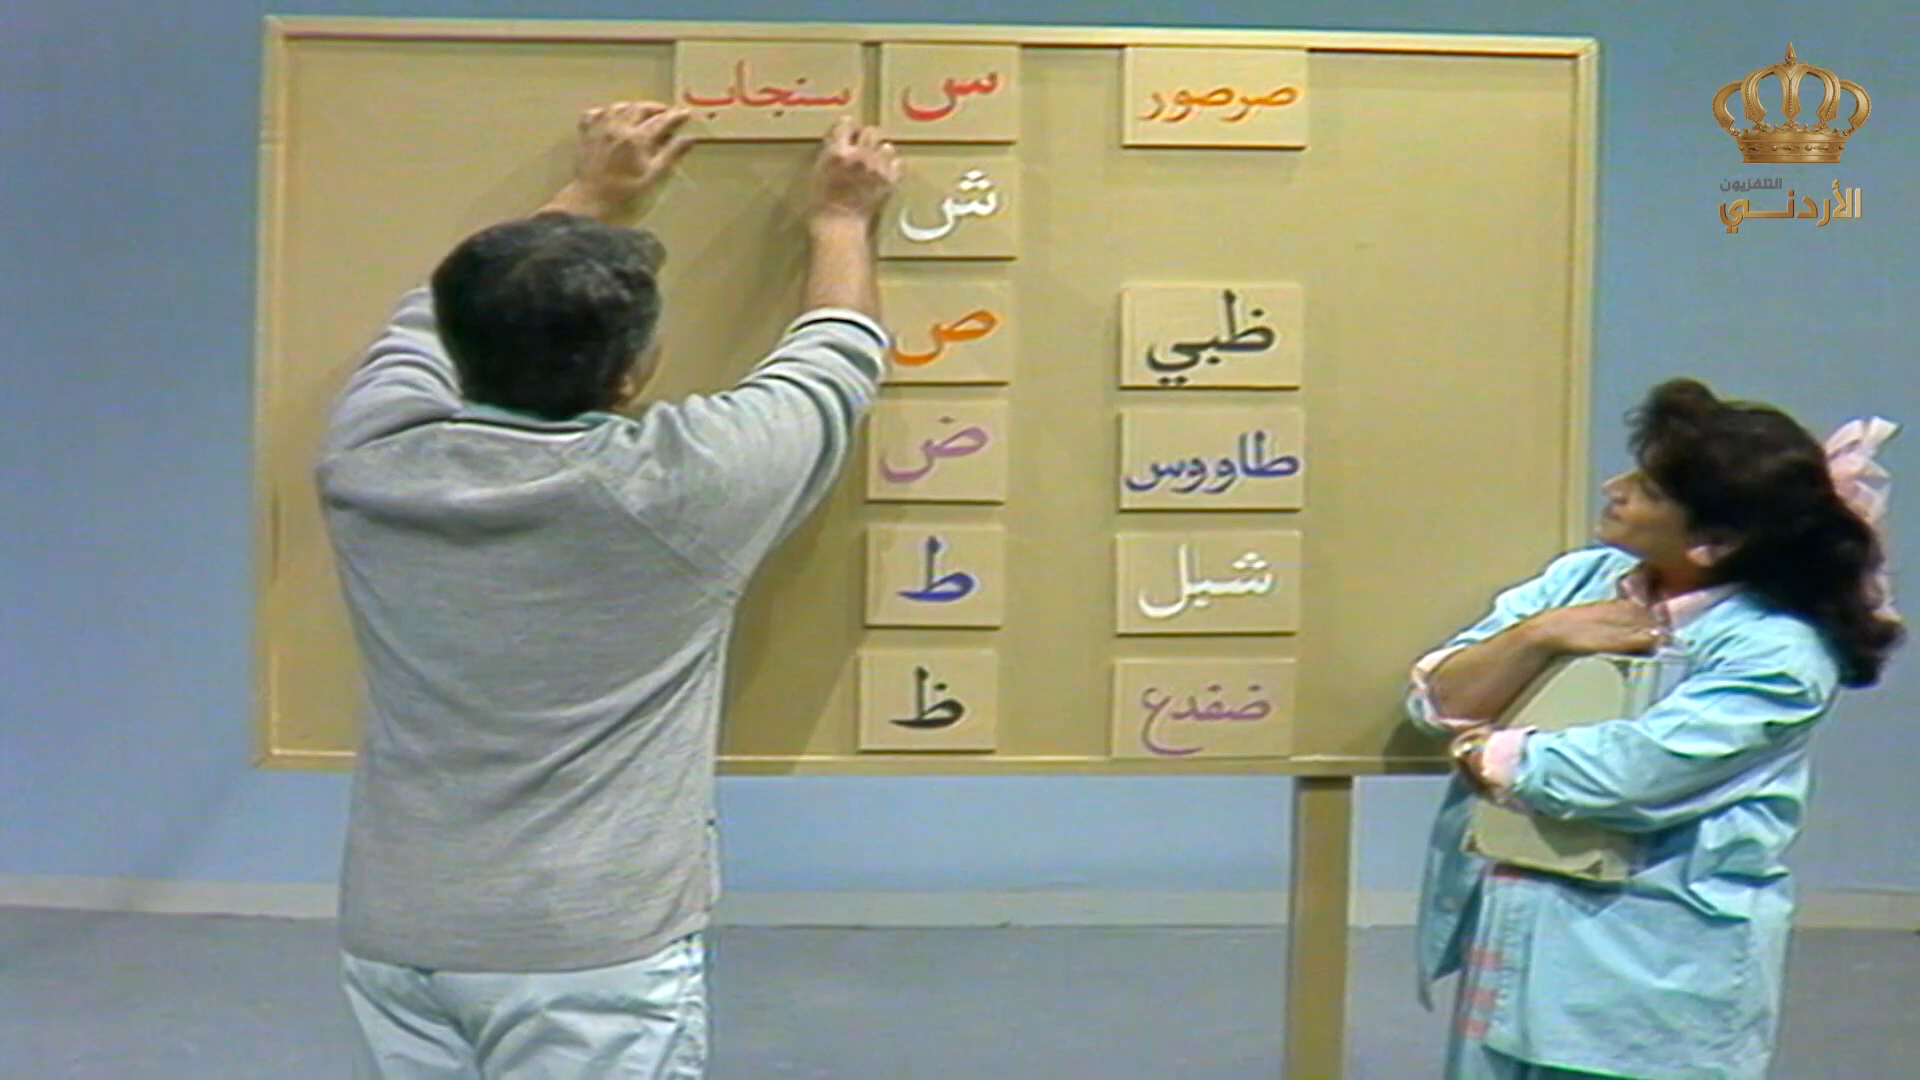 صرصور
س
سنجاب
ش
ص
ظبي
ض
طاووس
ط
شبل
ظ
ضفدع
التلفزيون
الأردني